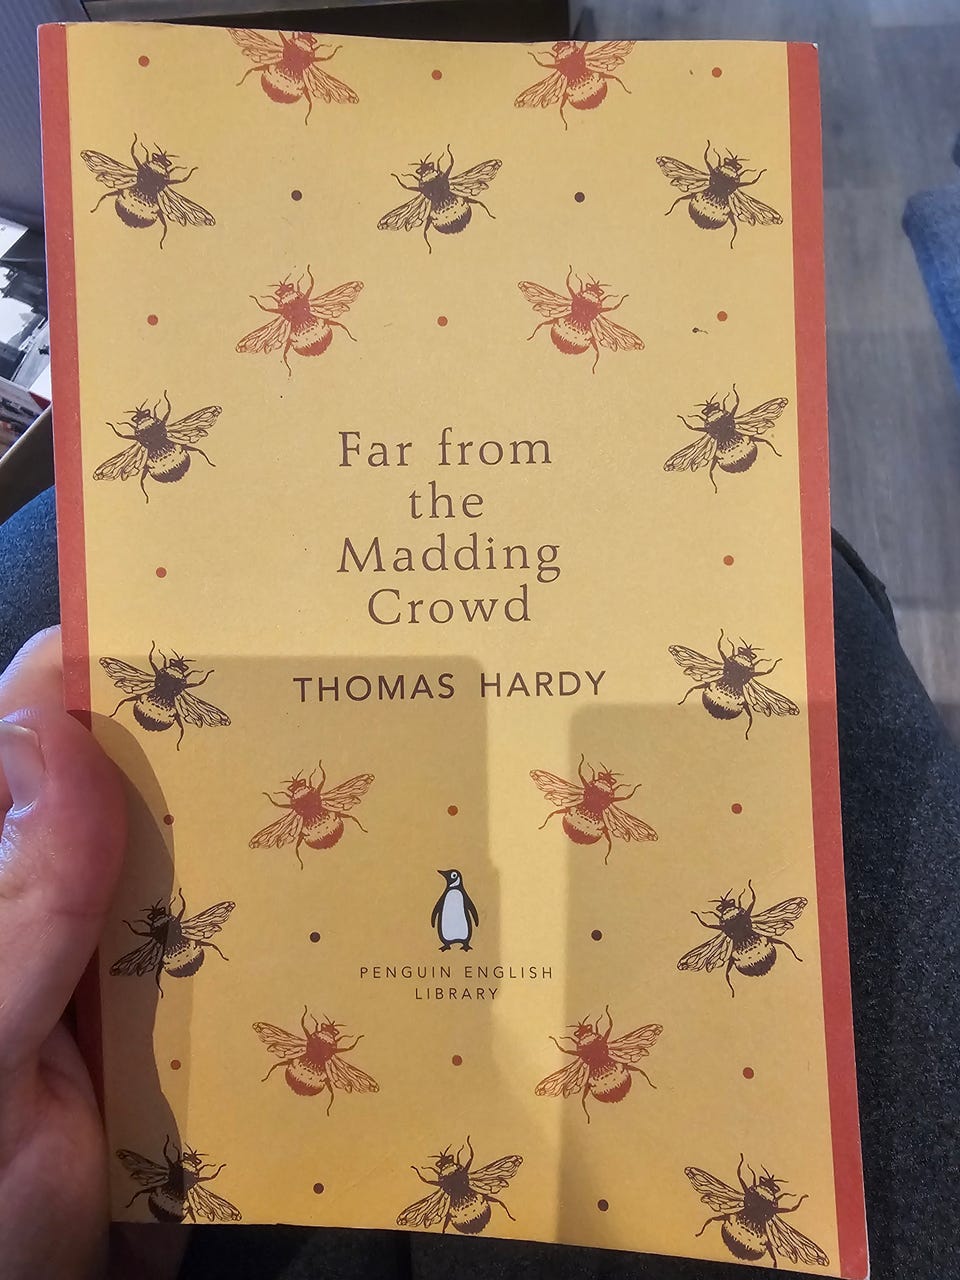 Far from
the
Madding
Crowd
THOMAS HARDY
PENGUIN ENGLISH
LIBRARY